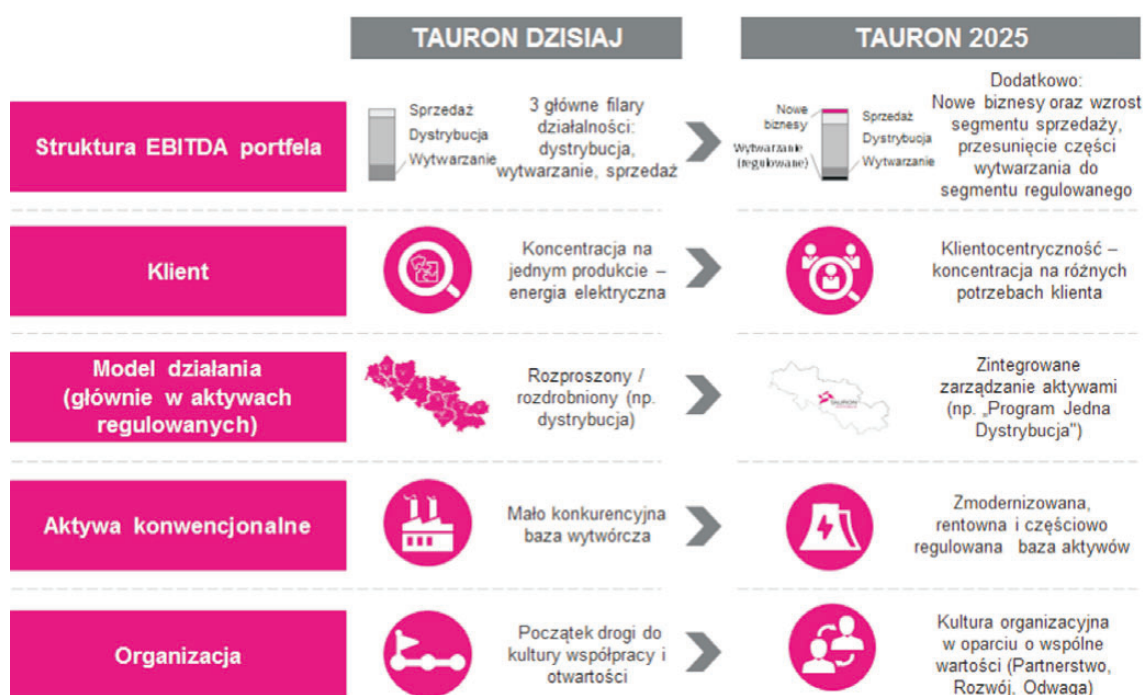 TAURON DZISIAJ
TAURON 2025
Struktura EBITDA portfela
Sprzedaż
Dystrybucja
Wytwarzanie
3 główne filary
działalności:
dystrybucja,
wytwarzanie, sprzedaż
Nowe
biznesy
Wytwarzanie
(regulowane)
Sprzedaż
Dystrybucja
Wytwarzanie
Dodatkowo:
Nowe biznesy oraz wzrost
segmentu sprzedaży,
przesunięcie części
wytwarzania do
segmentu regulowanego
Klient
Koncentracja na
jednym produkcie –
energia elektryczna
Klientocentryczność –
koncentracja na różnych
potrzebach klienta
Model działania
(głównie w aktywach
regulowanych)
Rozproszony /
rozdrobniony (np.
dystrybucja)
TAURON
Zintegrowane
zarządzanie aktywami
(np. „Program Jedna
Dystrybucja")
Aktywa konwencjonalne
Mało konkurencyjna
baza wytwórcza
Zmodernizowana,
rentowna i częściowo
regulowana baza aktywów
Organizacja
Początek drogi do
kultury współpracy i
otwartości
Kultura organizacyjna
w oparciu o wspólne
wartości (Partnerstwo,
Rozwój, Odwaga)